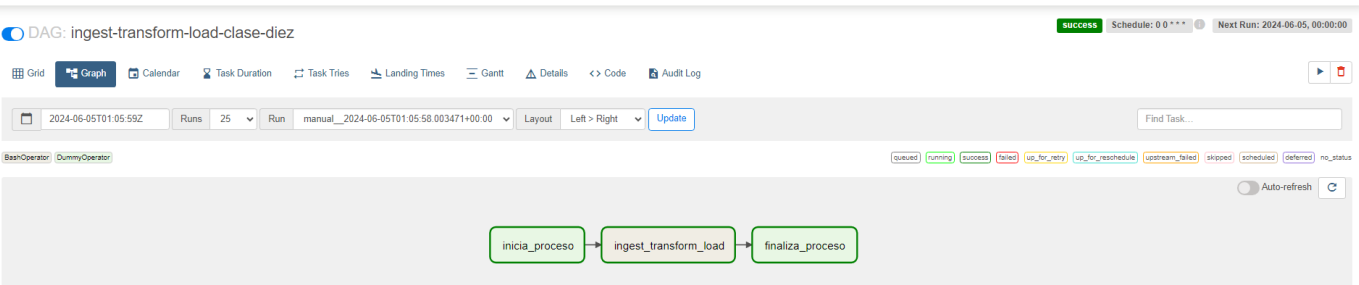 DAG: ingest-transform-load-clase-diez
success Schedule: 0 0 * * * Next Run: 2024-06-05, 00:00:00
Grid Graph Calendar Task Duration Task Tries Landing Times Gantt Details <> Code Audit Log
2024-06-05T01:05:59Z Runs 25 Run manual__2024-06-05T01:05:58.003471+00:00 Layout Left > Right Update Find Task...
BashOperator DummyOperator queued running success failed up_for_retry up_for_reschedule upstream_failed skipped scheduled deferred no_status
Auto-refresh
inicia_proceso ingest_transform_load finaliza_proceso